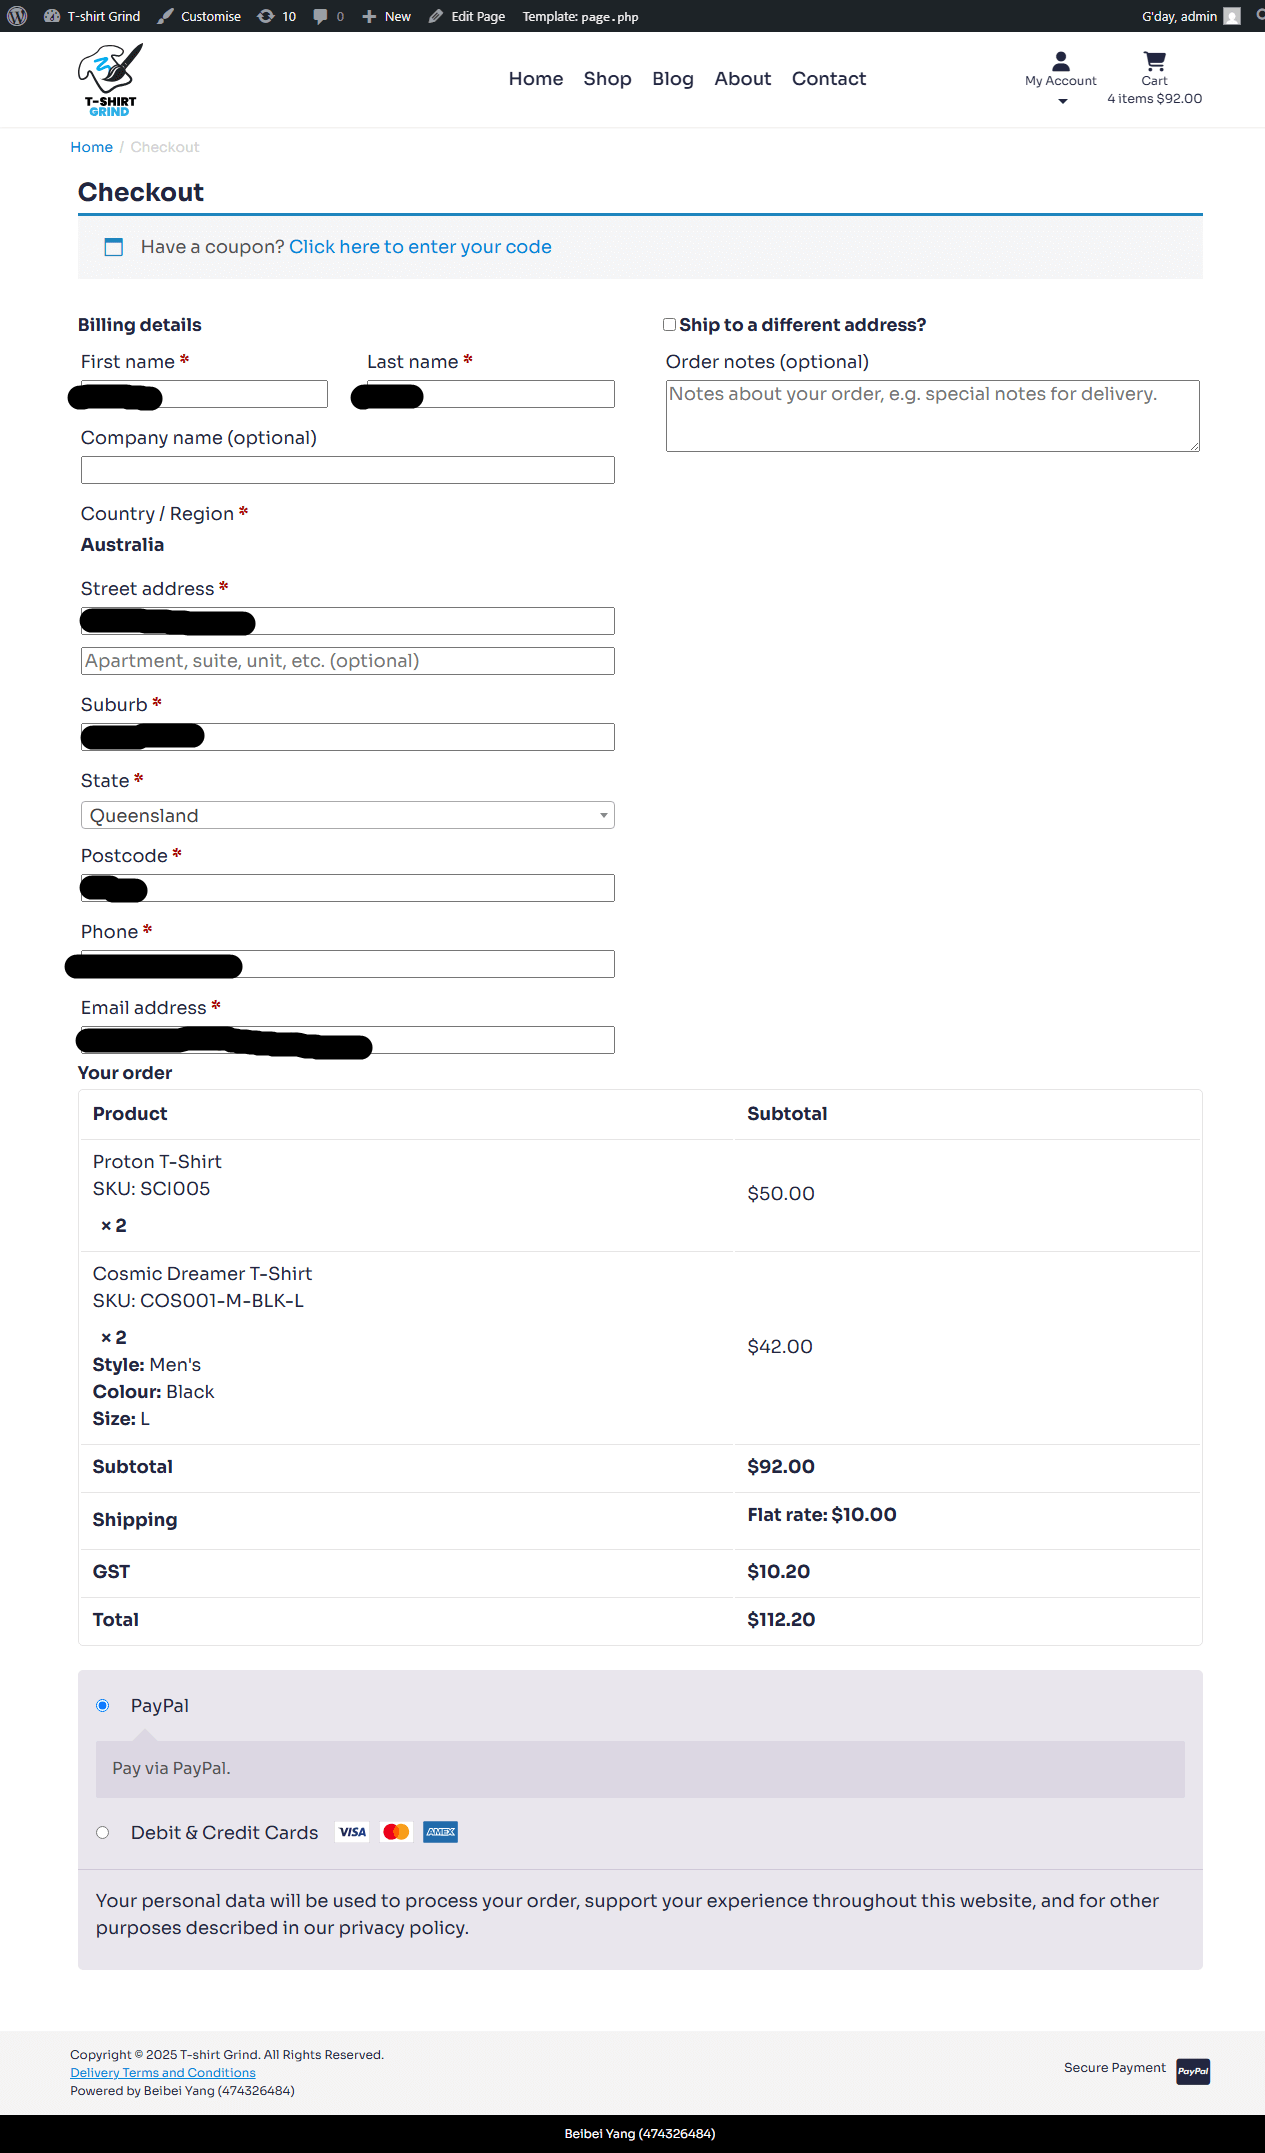 T-shirt Grind Customise 10 0 New Edit Page Template: page.php G'day, admin
T-SHIRT
GRIND
Home Shop Blog About Contact
My Account
Cart
4 items $92.00
Home / Checkout
Checkout
Have a coupon? Click here to enter your code
Billing details
First name * Last name *
Company name (optional)
Country / Region *
Australia
Street address *
Apartment, suite, unit, etc. (optional)
Suburb *
State *
Queensland
Postcode *
Phone *
Email address *
Ship to a different address?
Order notes (optional)
Notes about your order, e.g. special notes for delivery.
Your order
Product Subtotal
Proton T-Shirt
SKU: SCI005
× 2
$50.00
Cosmic Dreamer T-Shirt
SKU: COS001-M-BLK-L
× 2
Style: Men's
Colour: Black
Size: L
$42.00
Subtotal $92.00
Shipping Flat rate: $10.00
GST $10.20
Total $112.20
PayPal
Pay via PayPal.
Debit & Credit Cards VISA AMEX
Your personal data will be used to process your order, support your experience throughout this website, and for other
purposes described in our privacy policy.
Copyright © 2025 T-shirt Grind. All Rights Reserved.
Delivery Terms and Conditions
Powered by Beibei Yang (474326484)
Secure Payment PayPal
Beibei Yang (474326484)